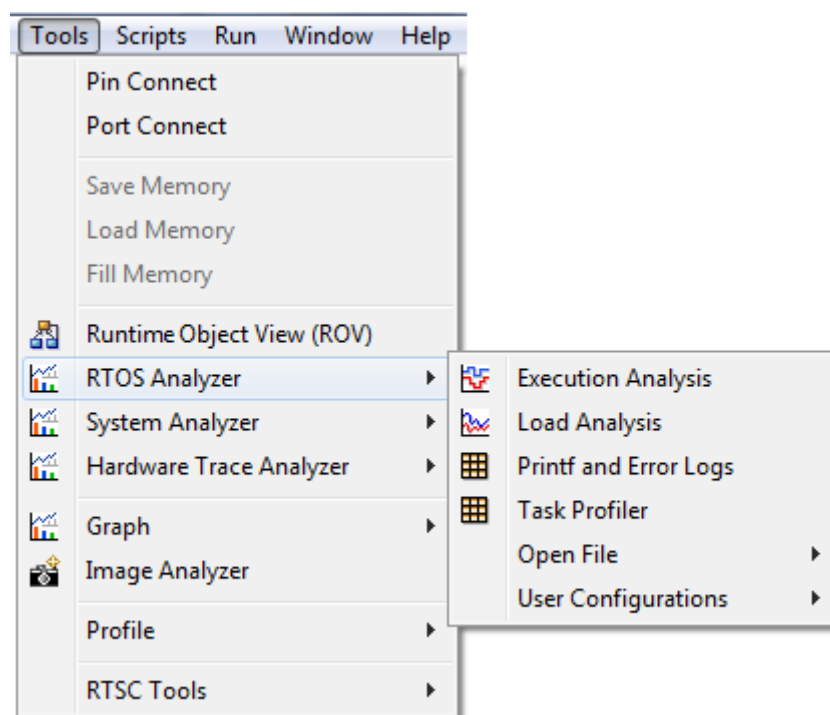 Tools Scripts Run Window Help
Pin Connect
Port Connect
Save Memory
Load Memory
Fill Memory
Runtime Object View (ROV)
RTOS Analyzer
System Analyzer
Hardware Trace Analyzer
Graph
Image Analyzer
Profile
RTSC Tools
Execution Analysis
Load Analysis
Printf and Error Logs
Task Profiler
Open File
User Configurations